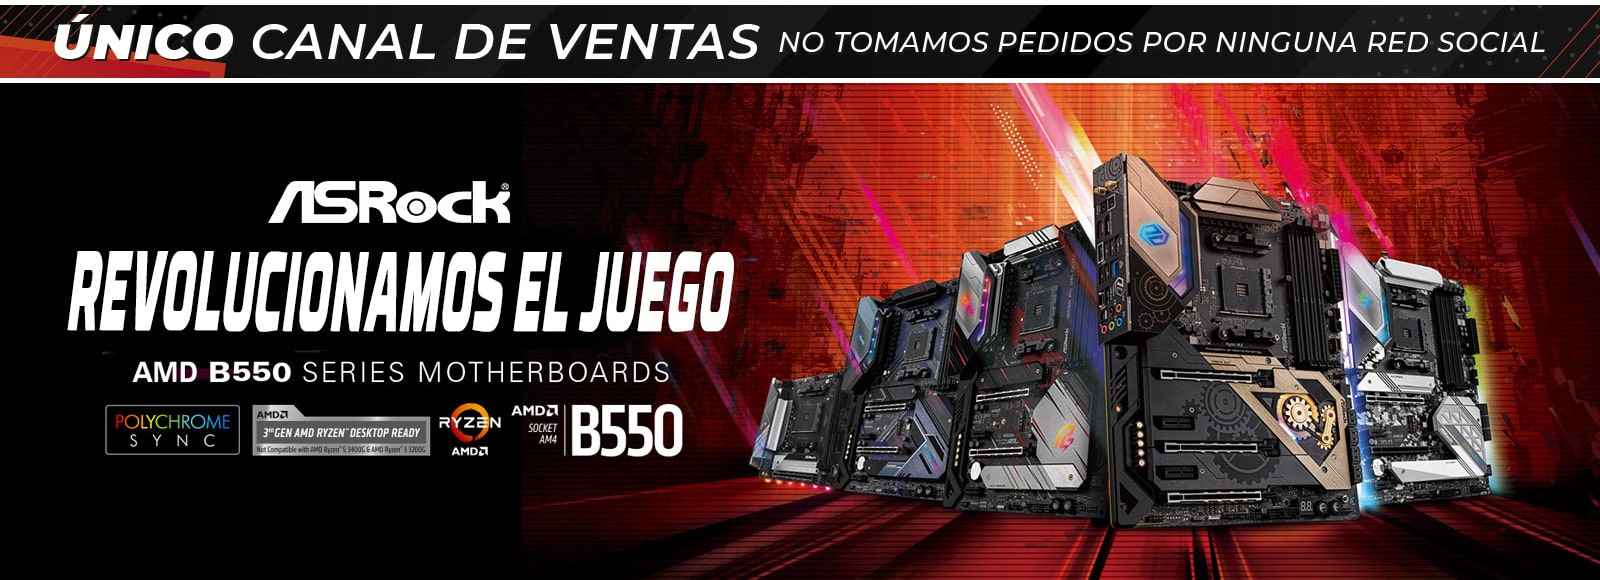 ÚNICO CANAL DE VENTAS NO TOMAMOS PEDIDOS POR NINGUNA RED SOCIAL
ASRock®
REVOLUCIONAMOS EL JUEGO
AMD B550 SERIES MOTHERBOARDS
POLYCHROME
SYNC
AMD
3RD GEN AMD RYZEN™ DESKTOP READY
Not Compatible with AMD Ryzen™ 5 3400G & AMD Ryzen™ 3 3200G
RYZEN
AMD
AMD
SOCKET
AM4
B550